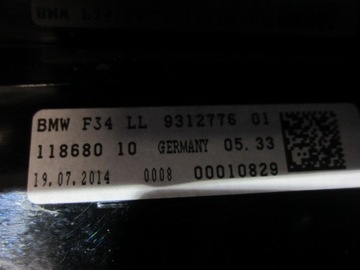 BMW F34 LL 9312776 01
118680 10 GERMANY 05.33
19.07.2014 0008 00010829